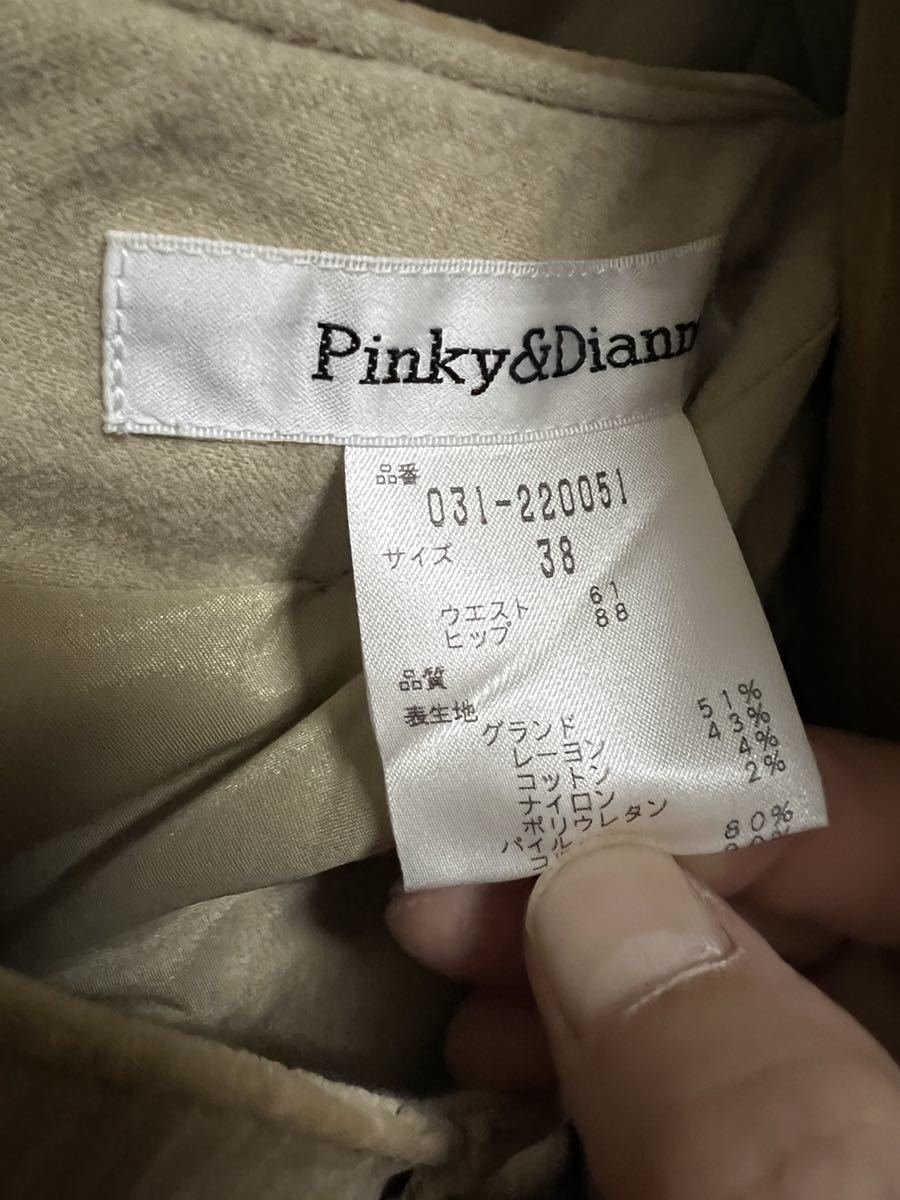 Pinky&Diann
品番
031-220051
サイズ 38
ウエスト 61
ヒップ 88
品質
表生地
グランド
レーヨン 51%
コットン 43%
ナイロン 4%
ポリウレタン 2%
パイル
コ 80%